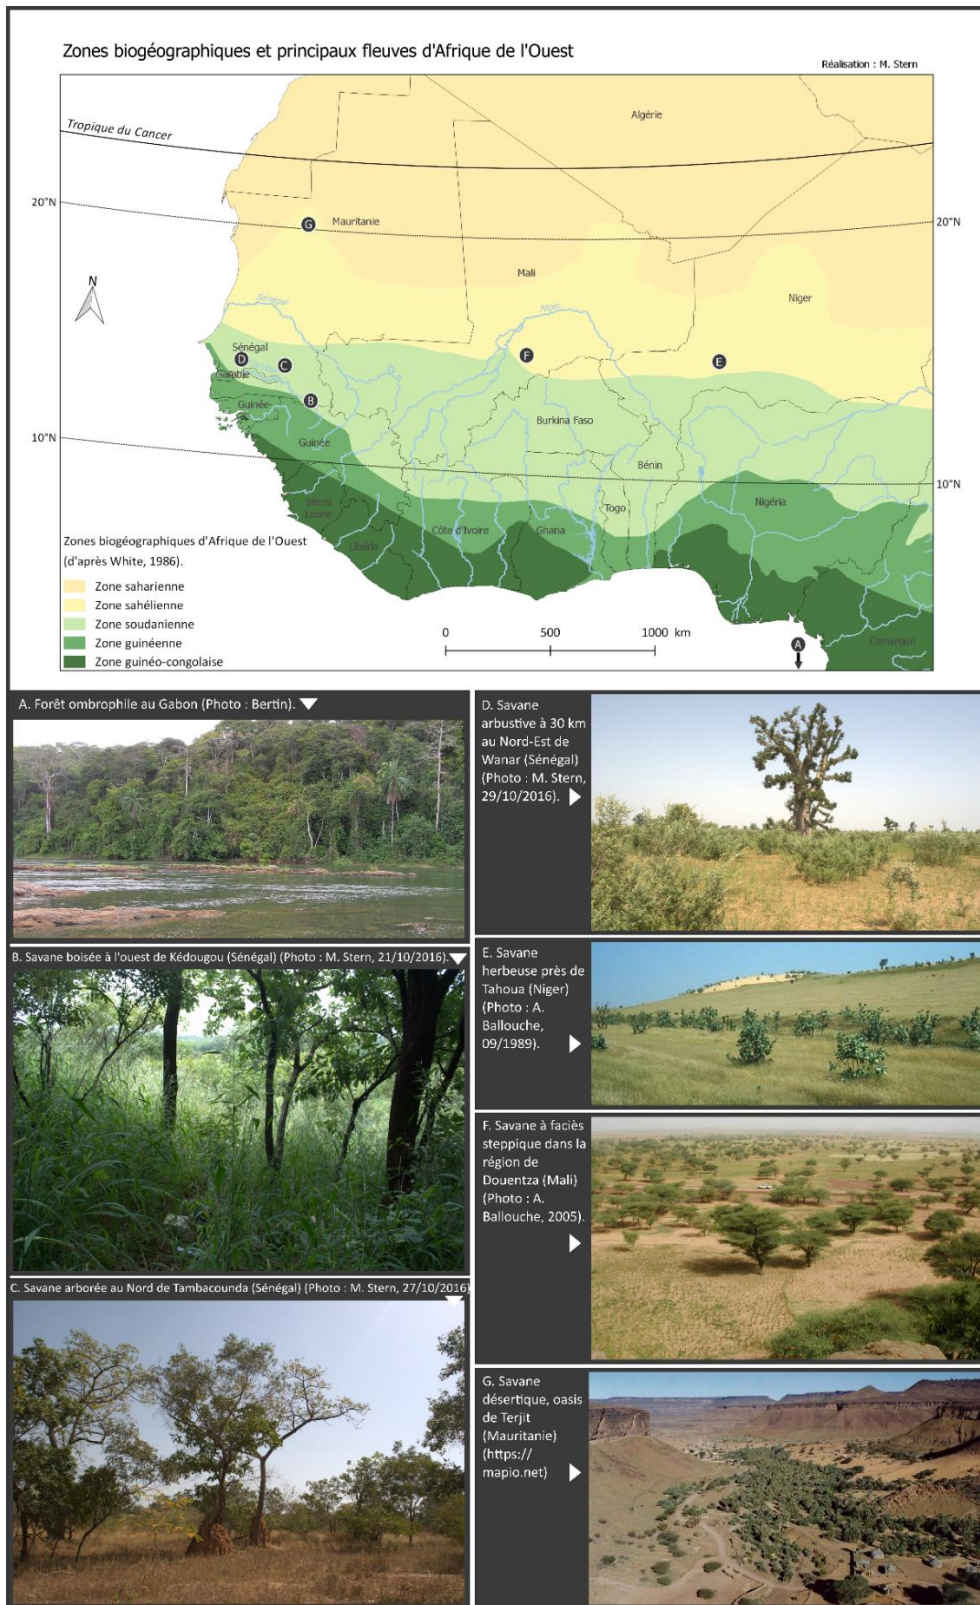 Zones biogéographiques et principaux fleuves d'Afrique de l'Ouest
Réalisation : M. Stern
Tropique du Cancer
Algérie
20°N
20°N
G
Mauritanie
Mali
Niger
N
Sénégal
Niger
Sénégal
D
C
F
E
Gambie
B
Guinée-
Burkina Faso
10°N
Guinée
Bénin
10°N
Nigéria
Sierra
Leone
Togo
Côte d'Ivoire
Ghana
Libéria
Cameroun
A
Zones biogéographiques d'Afrique de l'Ouest
(d'après White, 1986).
Zone saharienne
Zone sahélienne
Zone soudanienne
Zone guinéenne
Zone guinéo-congolaise
0 500 1000 km
A. Forêt ombrophile au Gabon (Photo : Bertin).
B. Savane boisée à l'ouest de Kédougou (Sénégal) (Photo : M. Stern, 21/10/2016).
C. Savane arborée au Nord de Tambacounda (Sénégal) (Photo : M. Stern, 27/10/2016)
D. Savane
arbustive à 30 km
au Nord-Est de
Wanar (Sénégal)
(Photo : M. Stern,
29/10/2016).
E. Savane
herbeuse près de
Tahoua (Niger)
(Photo : A.
Ballouche,
09/1989).
F. Savane à faciès
steppique dans la
région de
Douentza (Mali)
(Photo : A.
Ballouche, 2005).
G. Savane
désertique, oasis
de Terjit
(Mauritanie)
(https://
mapio.net)